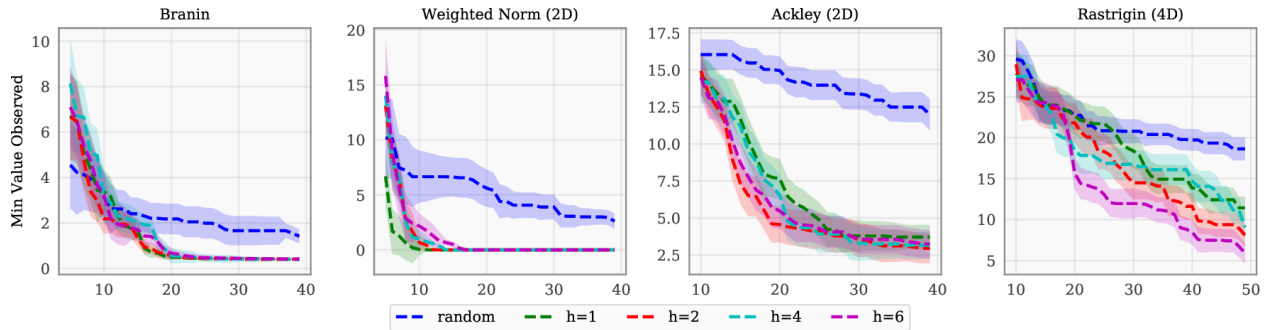 Branin
Weighted Norm (2D)
Ackley (2D)
Rastrigin (4D)
Min Value Observed
10
8
6
4
2
0
10 20 30 40
20
15
10
5
0
10 20 30 40
17.5
15.0
12.5
10.0
7.5
5.0
2.5
10 20 30 40
30
25
20
15
10
5
10 20 30 40 50
random h=1 h=2 h=4 h=6